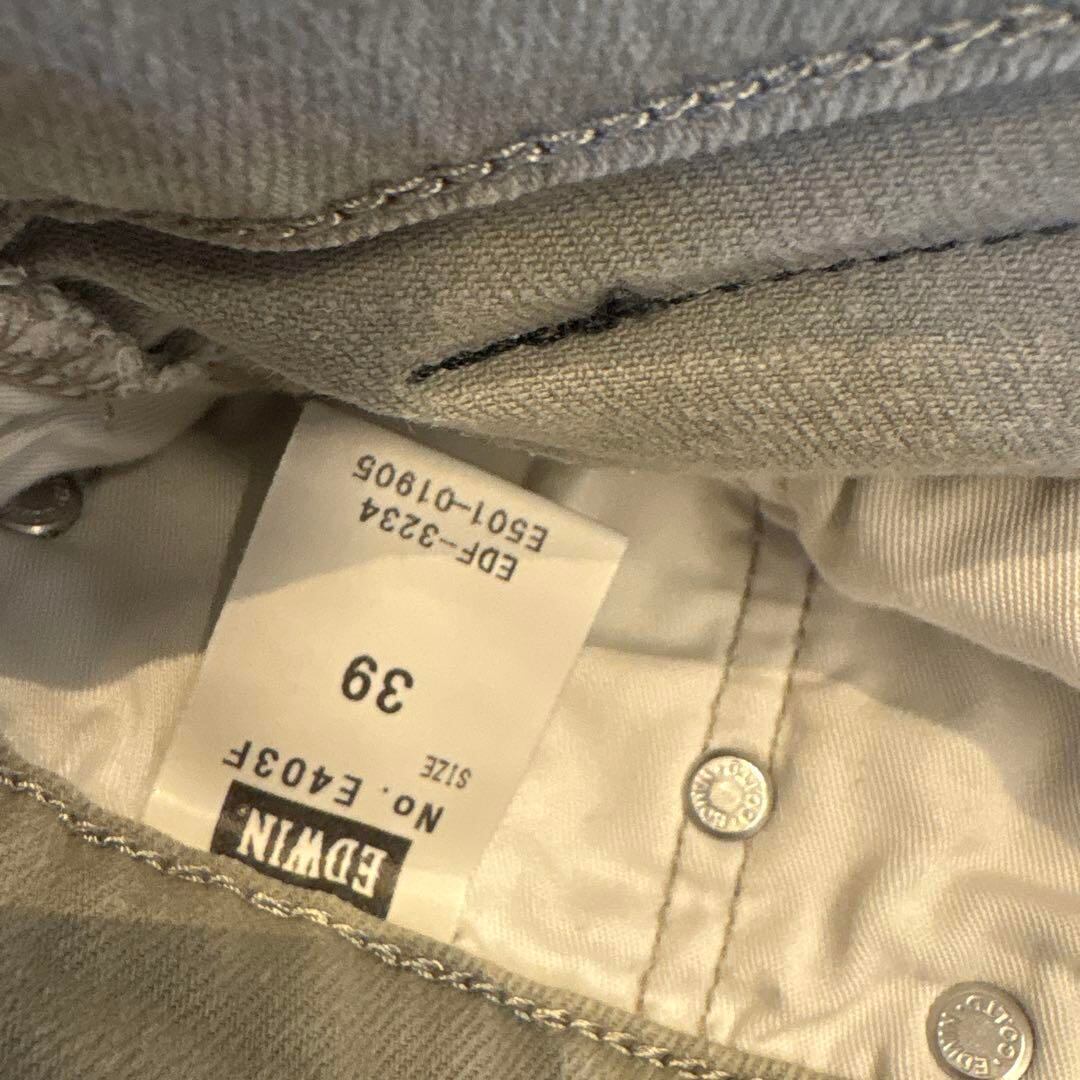 EDWIN
No. E403F
SIZE
39
EDF-3234
E501-01905